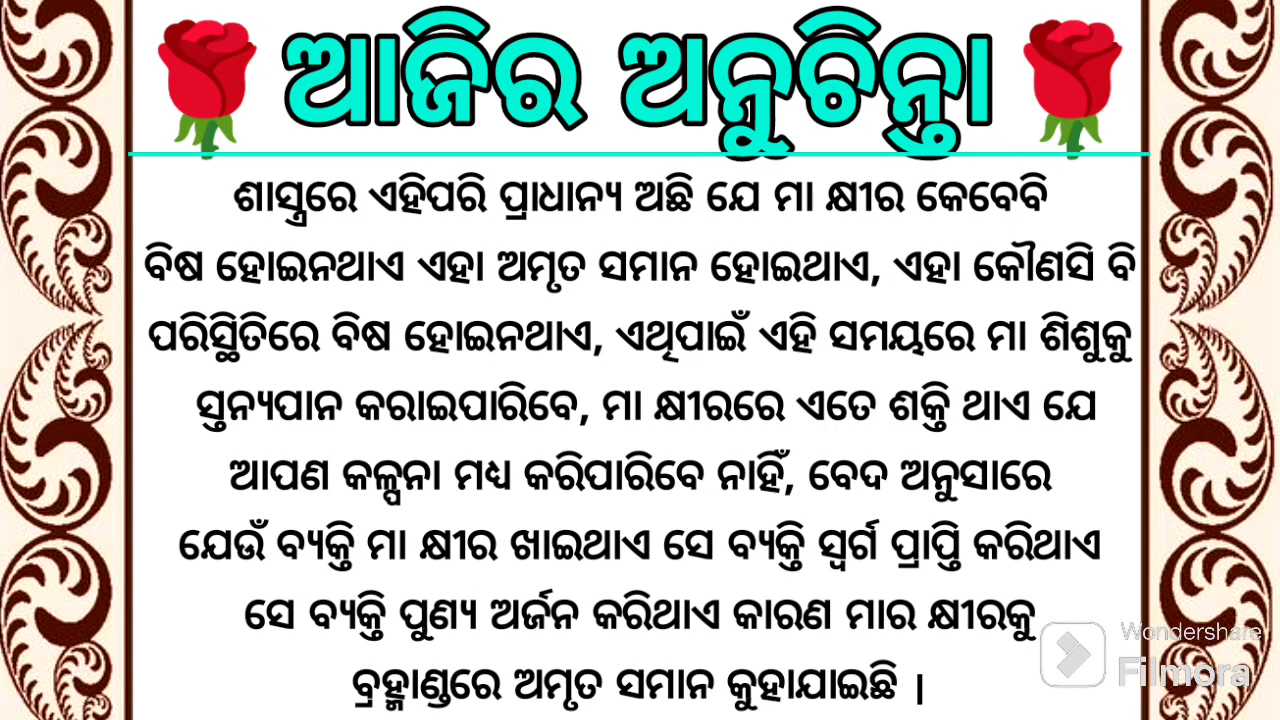 ଆଜିର ଅନୁଚିନ୍ତା
ଶାସ୍ତ୍ରରେ ଏହିପରି ପ୍ରାଧାନ୍ୟ ଅଛି ଯେ ମା କ୍ଷୀର କେବେବି
ବିଷ ହୋଇନଥାଏ ଏହା ଅମୃତ ସମାନ ହୋଇଥାଏ, ଏହା କୌଣସି ବି
ପରିସ୍ଥିତିରେ ବିଷ ହୋଇନଥାଏ, ଏଥିପାଇଁ ଏହି ସମୟରେ ମା ଶିଶୁକୁ
ସ୍ତନ୍ୟପାନ କରାଇପାରିବେ, ମା କ୍ଷୀରରେ ଏତେ ଶକ୍ତି ଥାଏ ଯେ
ଆପଣ କଳ୍ପନା ମଧ୍ୟ କରିପାରିବେ ନାହିଁ, ବେଦ ଅନୁସାରେ
ଯେଉଁ ବ୍ୟକ୍ତି ମା କ୍ଷୀର ଖାଇଥାଏ ସେ ବ୍ୟକ୍ତି ସ୍ୱର୍ଗ ପ୍ରାପ୍ତି କରିଥାଏ
ସେ ବ୍ୟକ୍ତି ପୁଣ୍ୟ ଅର୍ଜନ କରିଥାଏ କାରଣ ମାର କ୍ଷୀରକୁ
ବ୍ରହ୍ମାଣ୍ଡରେ ଅମୃତ ସମାନ କୁହାଯାଇଛି ।
Wondershare
Filmora